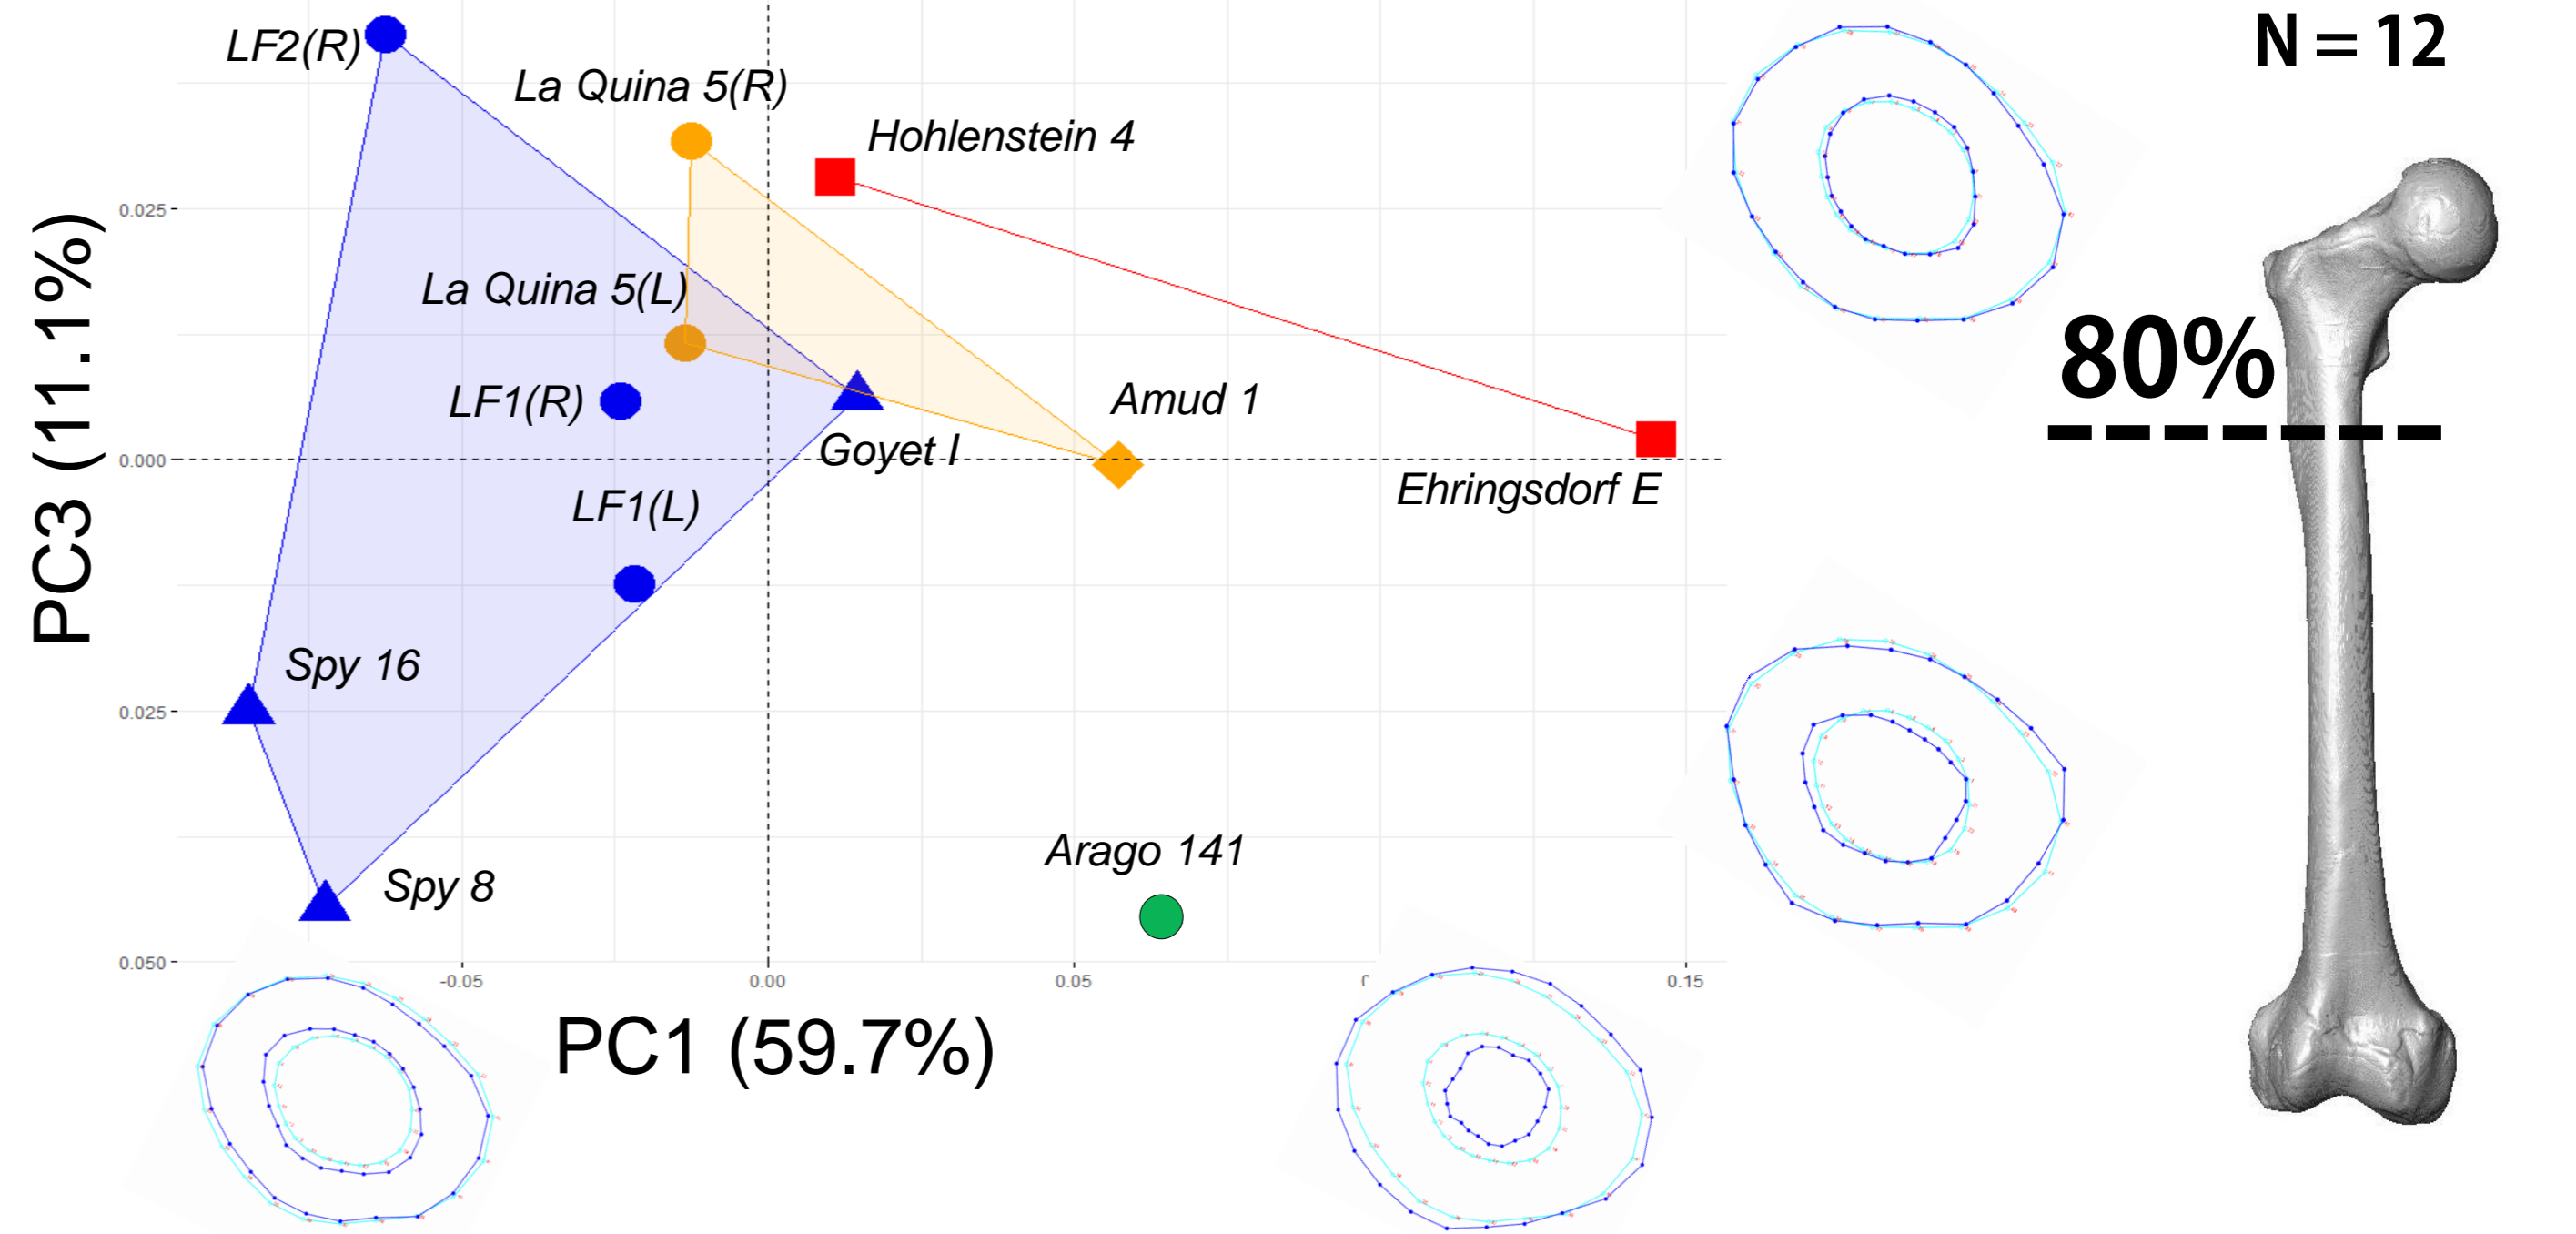 N = 12
LF2(R)
La Quina 5(R)
Hohlenstein 4
0.025
La Quina 5(L)
80%
LF1(R)
Amud 1
PC3 (11.1%)
Goyet I
0.000
Ehringsdorf E
LF1(L)
Spy 16
0.025
Arago 141
Spy 8
0.050
-0.05
0.00
0.05
0.15
PC1 (59.7%)